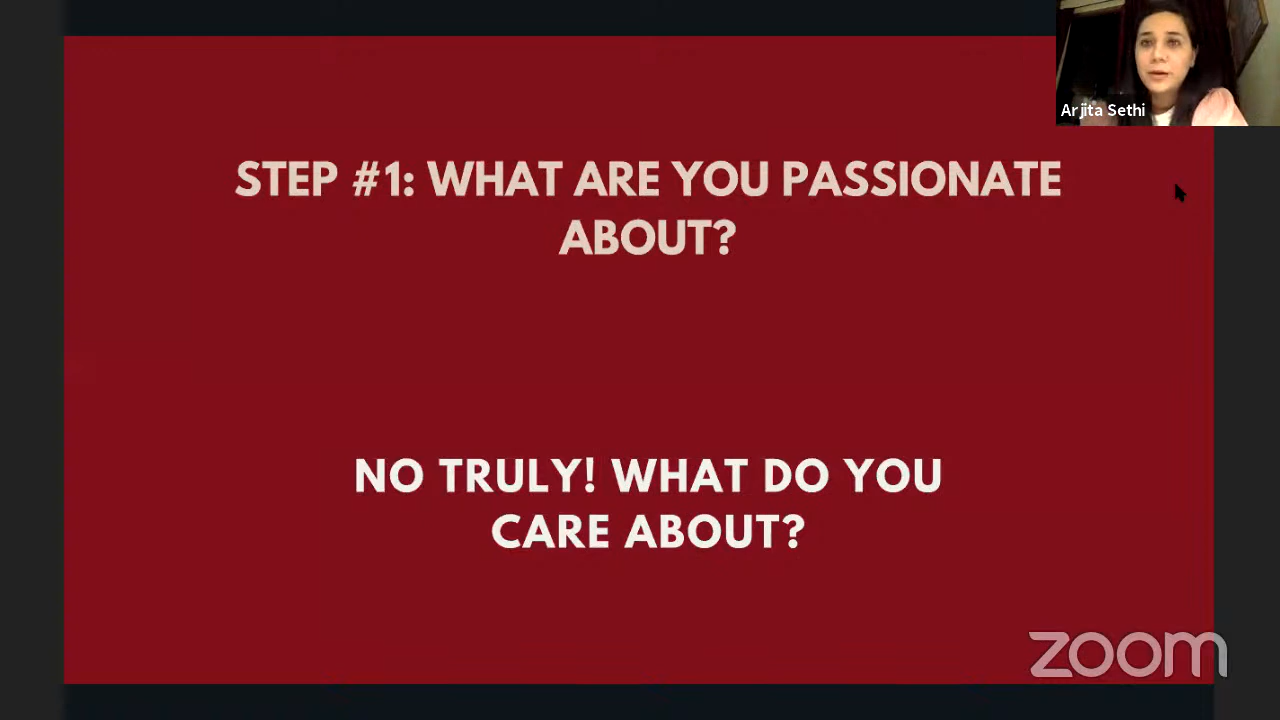 Arjita Sethi
STEP #1: WHAT ARE YOU PASSIONATE
ABOUT?
NO TRULY! WHAT DO YOU
CARE ABOUT?
zoom